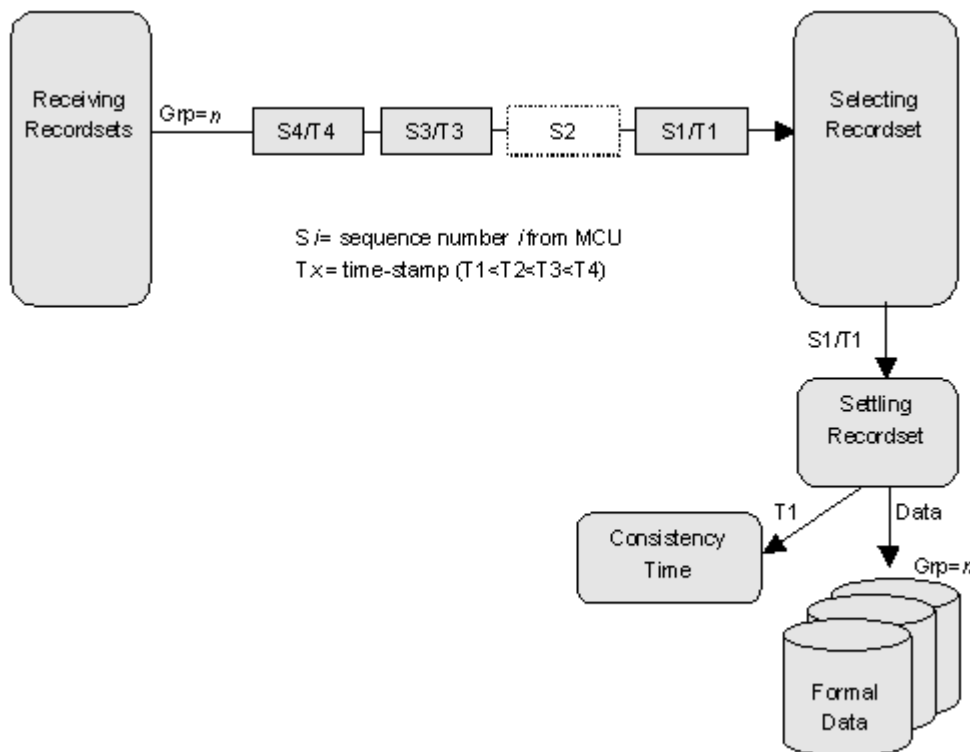 Receiving
Recordsets
Grp=n
S4/T4
S3/T3
S2
S1/T1
Selecting
Recordset
S i= sequence number i from MCU
Tx= time-stamp (T1<T2<T3<T4)
S1/T1
Settling
Recordset
T1
Data
Consistency
Time
Grp=n
Formal
Data